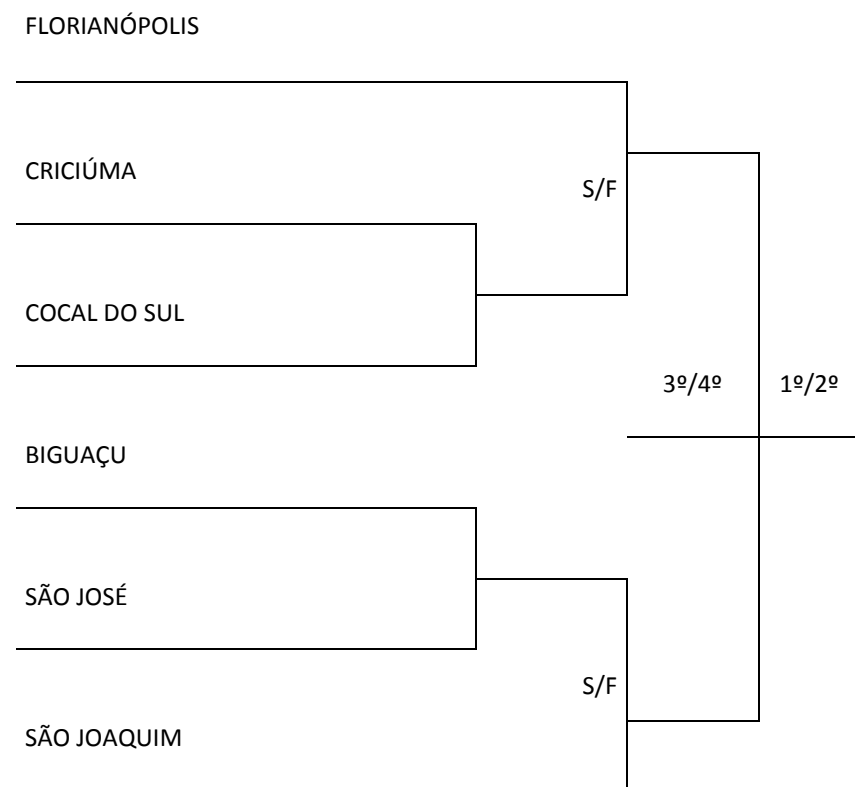 FLORIANÓPOLIS
CRICIÚMA
S/F
COCAL DO SUL
3º/4º 1º/2º
BIGUAÇU
SÃO JOSÉ
S/F
SÃO JOAQUIM